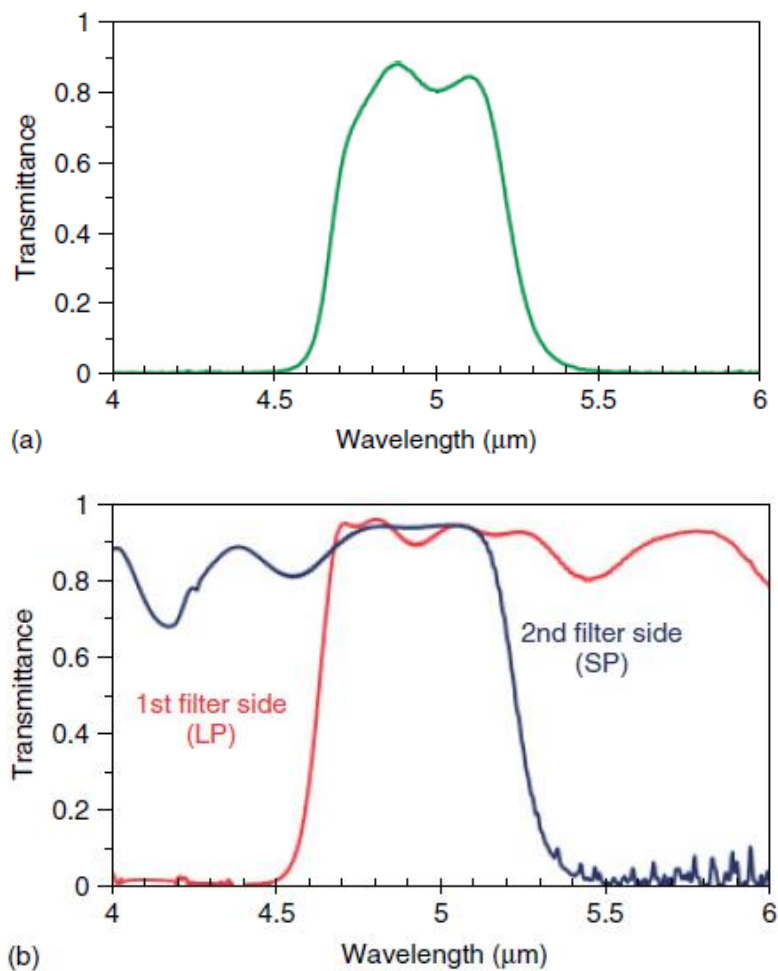 1
0.8
0.6
0.4
0.2
0
Transmittance
4
4.5
5
5.5
6
(a)
Wavelength (μm)
1
0.8
0.6
0.4
0.2
0
Transmittance
2nd filter side
(SP)
1st filter side
(LP)
4
4.5
5
5.5
6
(b)
Wavelength (μm)